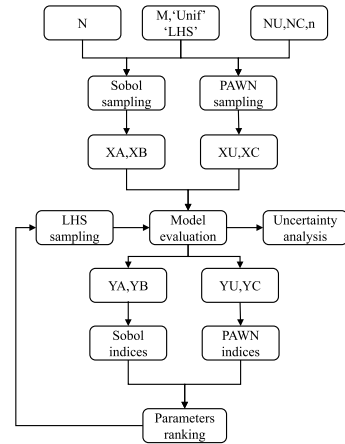 N
M,‘Unif’
‘LHS’
NU,NC,n
Sobol
sampling
PAWN
sampling
XA,XB
XU,XC
LHS
sampling
Model
evaluation
Uncertainty
analysis
YA,YB
YU,YC
Sobol
indices
PAWN
indices
Parameters
ranking